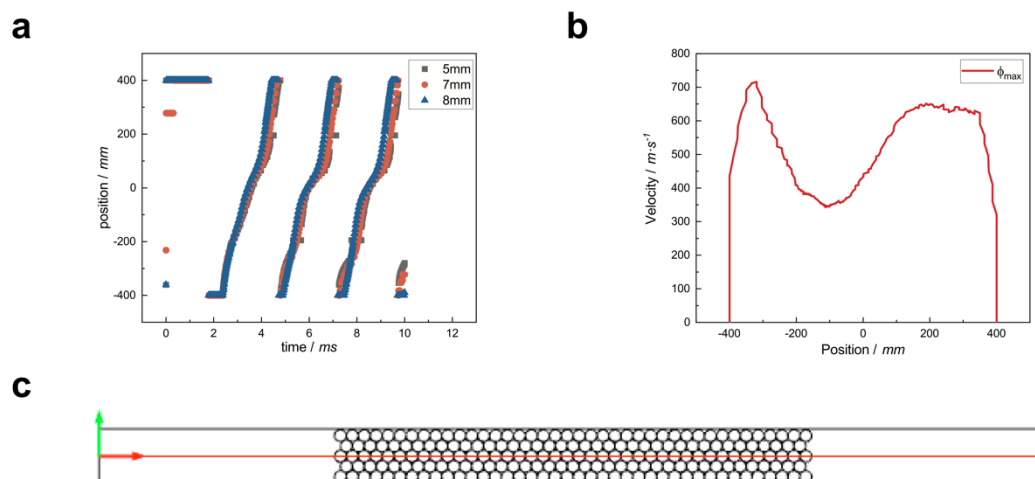 a
b
5mm
7mm
8mm
400
200
0
-200
-400
position / mm
0 2 4 6 8 10 12
time / ms
800
700
600
500
400
300
200
100
0
Velocity / m·s⁻¹
ϕmax
-400 -200 0 200 400
Position / mm
c